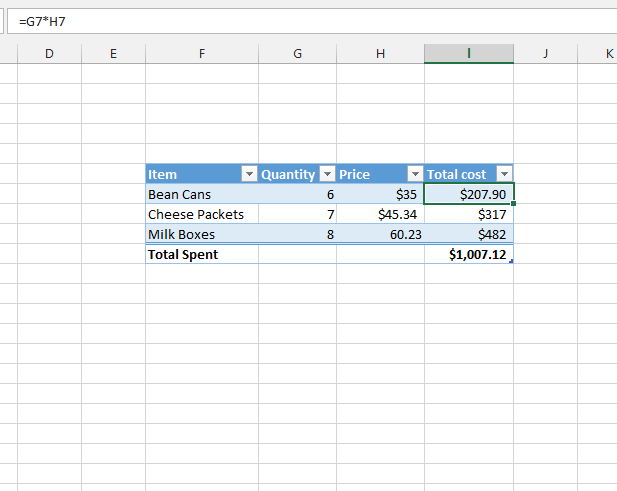 =G7*H7
D E F G H I J K
Item Quantity Price Total cost
Bean Cans 6 $35 $207.90
Cheese Packets 7 $45.34 $317
Milk Boxes 8 60.23 $482
Total Spent $1,007.12